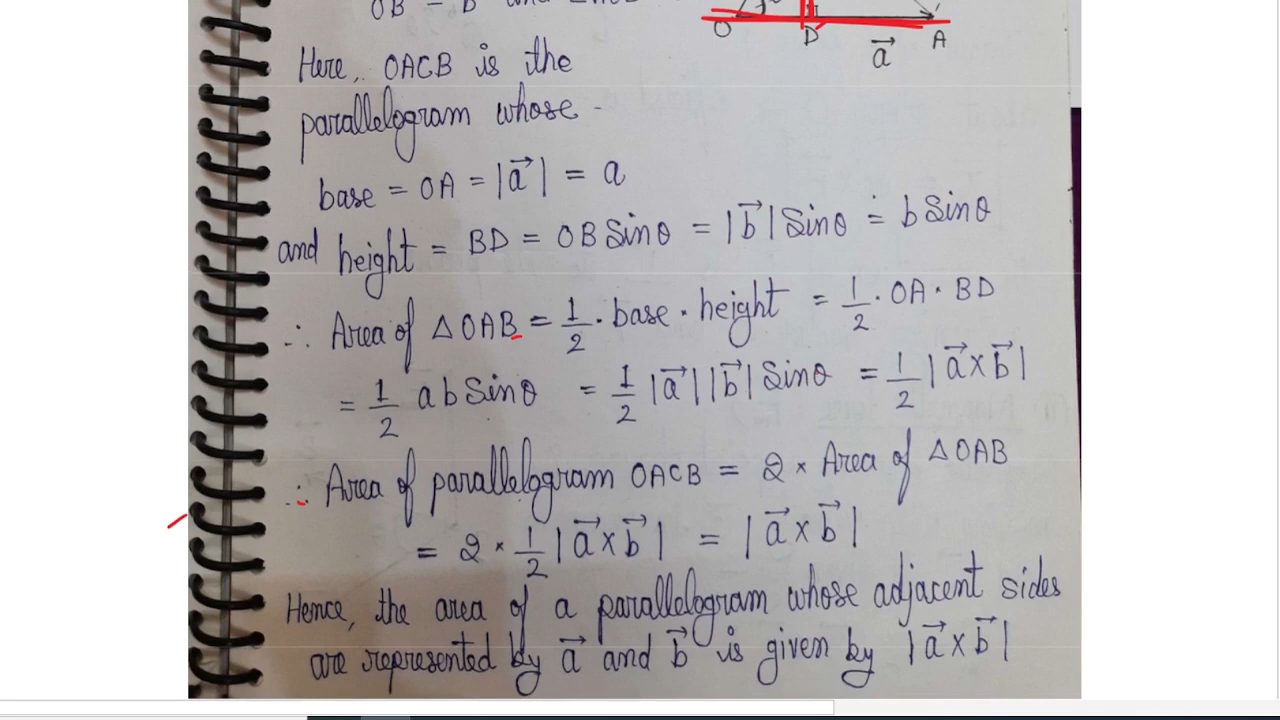 O D A
a⃗
Here, OACB is the
parallelogram whose -
base = OA = |a⃗| = a
and height = BD = OB Sinθ = |b⃗| Sinθ = b Sinθ
∴ Area of △OAB = 1/2 · base · height = 1/2 · OA · BD
= 1/2 ab Sinθ = 1/2 |a⃗||b⃗| Sinθ = 1/2 |a⃗×b⃗|
∴ Area of parallelogram OACB = 2 × Area of △OAB
= 2 × 1/2 |a⃗×b⃗| = |a⃗×b⃗|
Hence, the area of a parallelogram whose adjacent sides
are represented by a⃗ and b⃗ is given by |a⃗×b⃗|